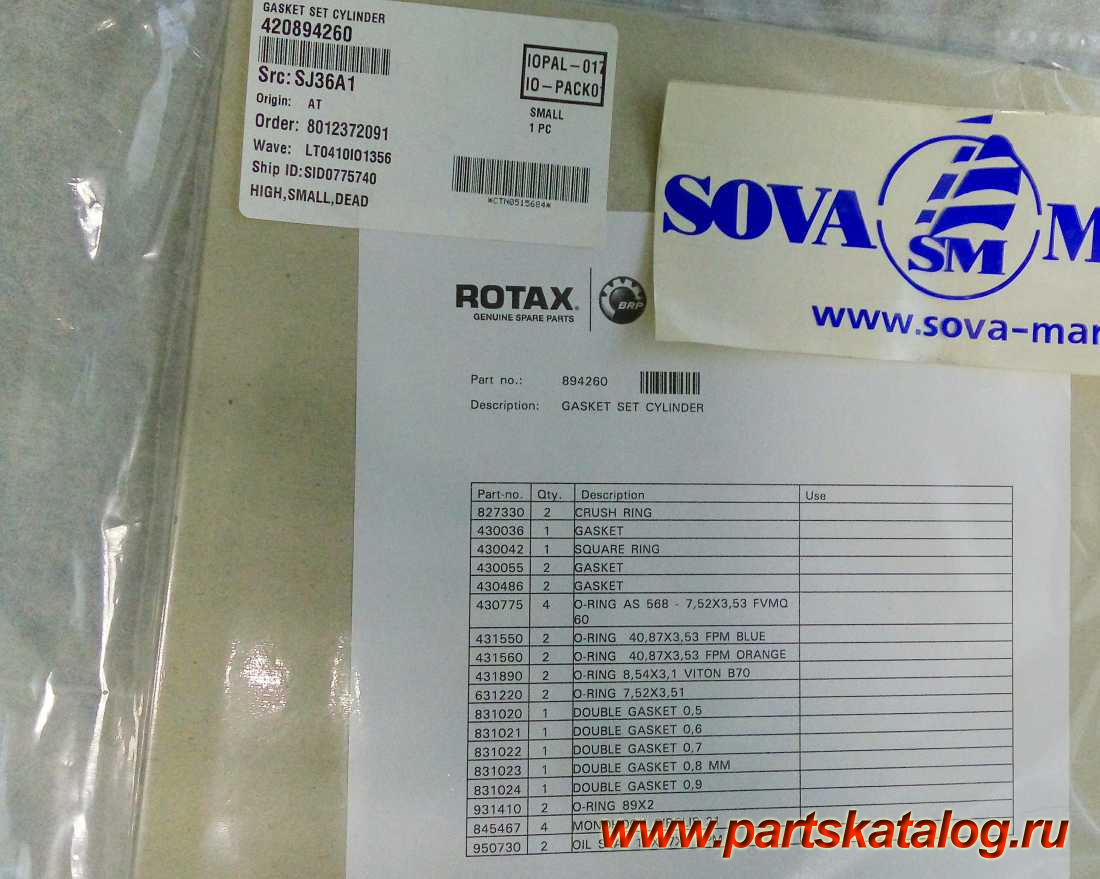 GASKET SET CYLINDER
420894260
Src: SJ36A1
Origin: AT
Order: 8012372091
Wave: LT0410IO1356
Ship ID: SID0775740
HIGH,SMALL,DEAD
IOPAL-017
IO-PACK01
SMALL
1 PC
*CTN0515684*
SOVA SM M
www.sova-mar
ROTAX®
GENUINE SPARE PARTS
BRP
Part no.: 894260
Description: GASKET SET CYLINDER
Part-no. Qty. Description Use
827330 2 CRUSH RING
430036 1 GASKET
430042 1 SQUARE RING
430055 2 GASKET
430486 2 GASKET
430775 4 O-RING AS 568 - 7,52X3,53 FVMQ
60
431550 2 O-RING 40,87X3,53 FPM BLUE
431560 2 O-RING 40,87X3,53 FPM ORANGE
431890 2 O-RING 8,54X3,1 VITON B70
631220 2 O-RING 7,52X3,51
831020 1 DOUBLE GASKET 0,5
831021 1 DOUBLE GASKET 0,6
831022 1 DOUBLE GASKET 0,7
831023 1 DOUBLE GASKET 0,8 MM
831024 1 DOUBLE GASKET 0,9
931410 2 O-RING 89X2
845467 4
950730 2 OIL
www.partskatalog.ru